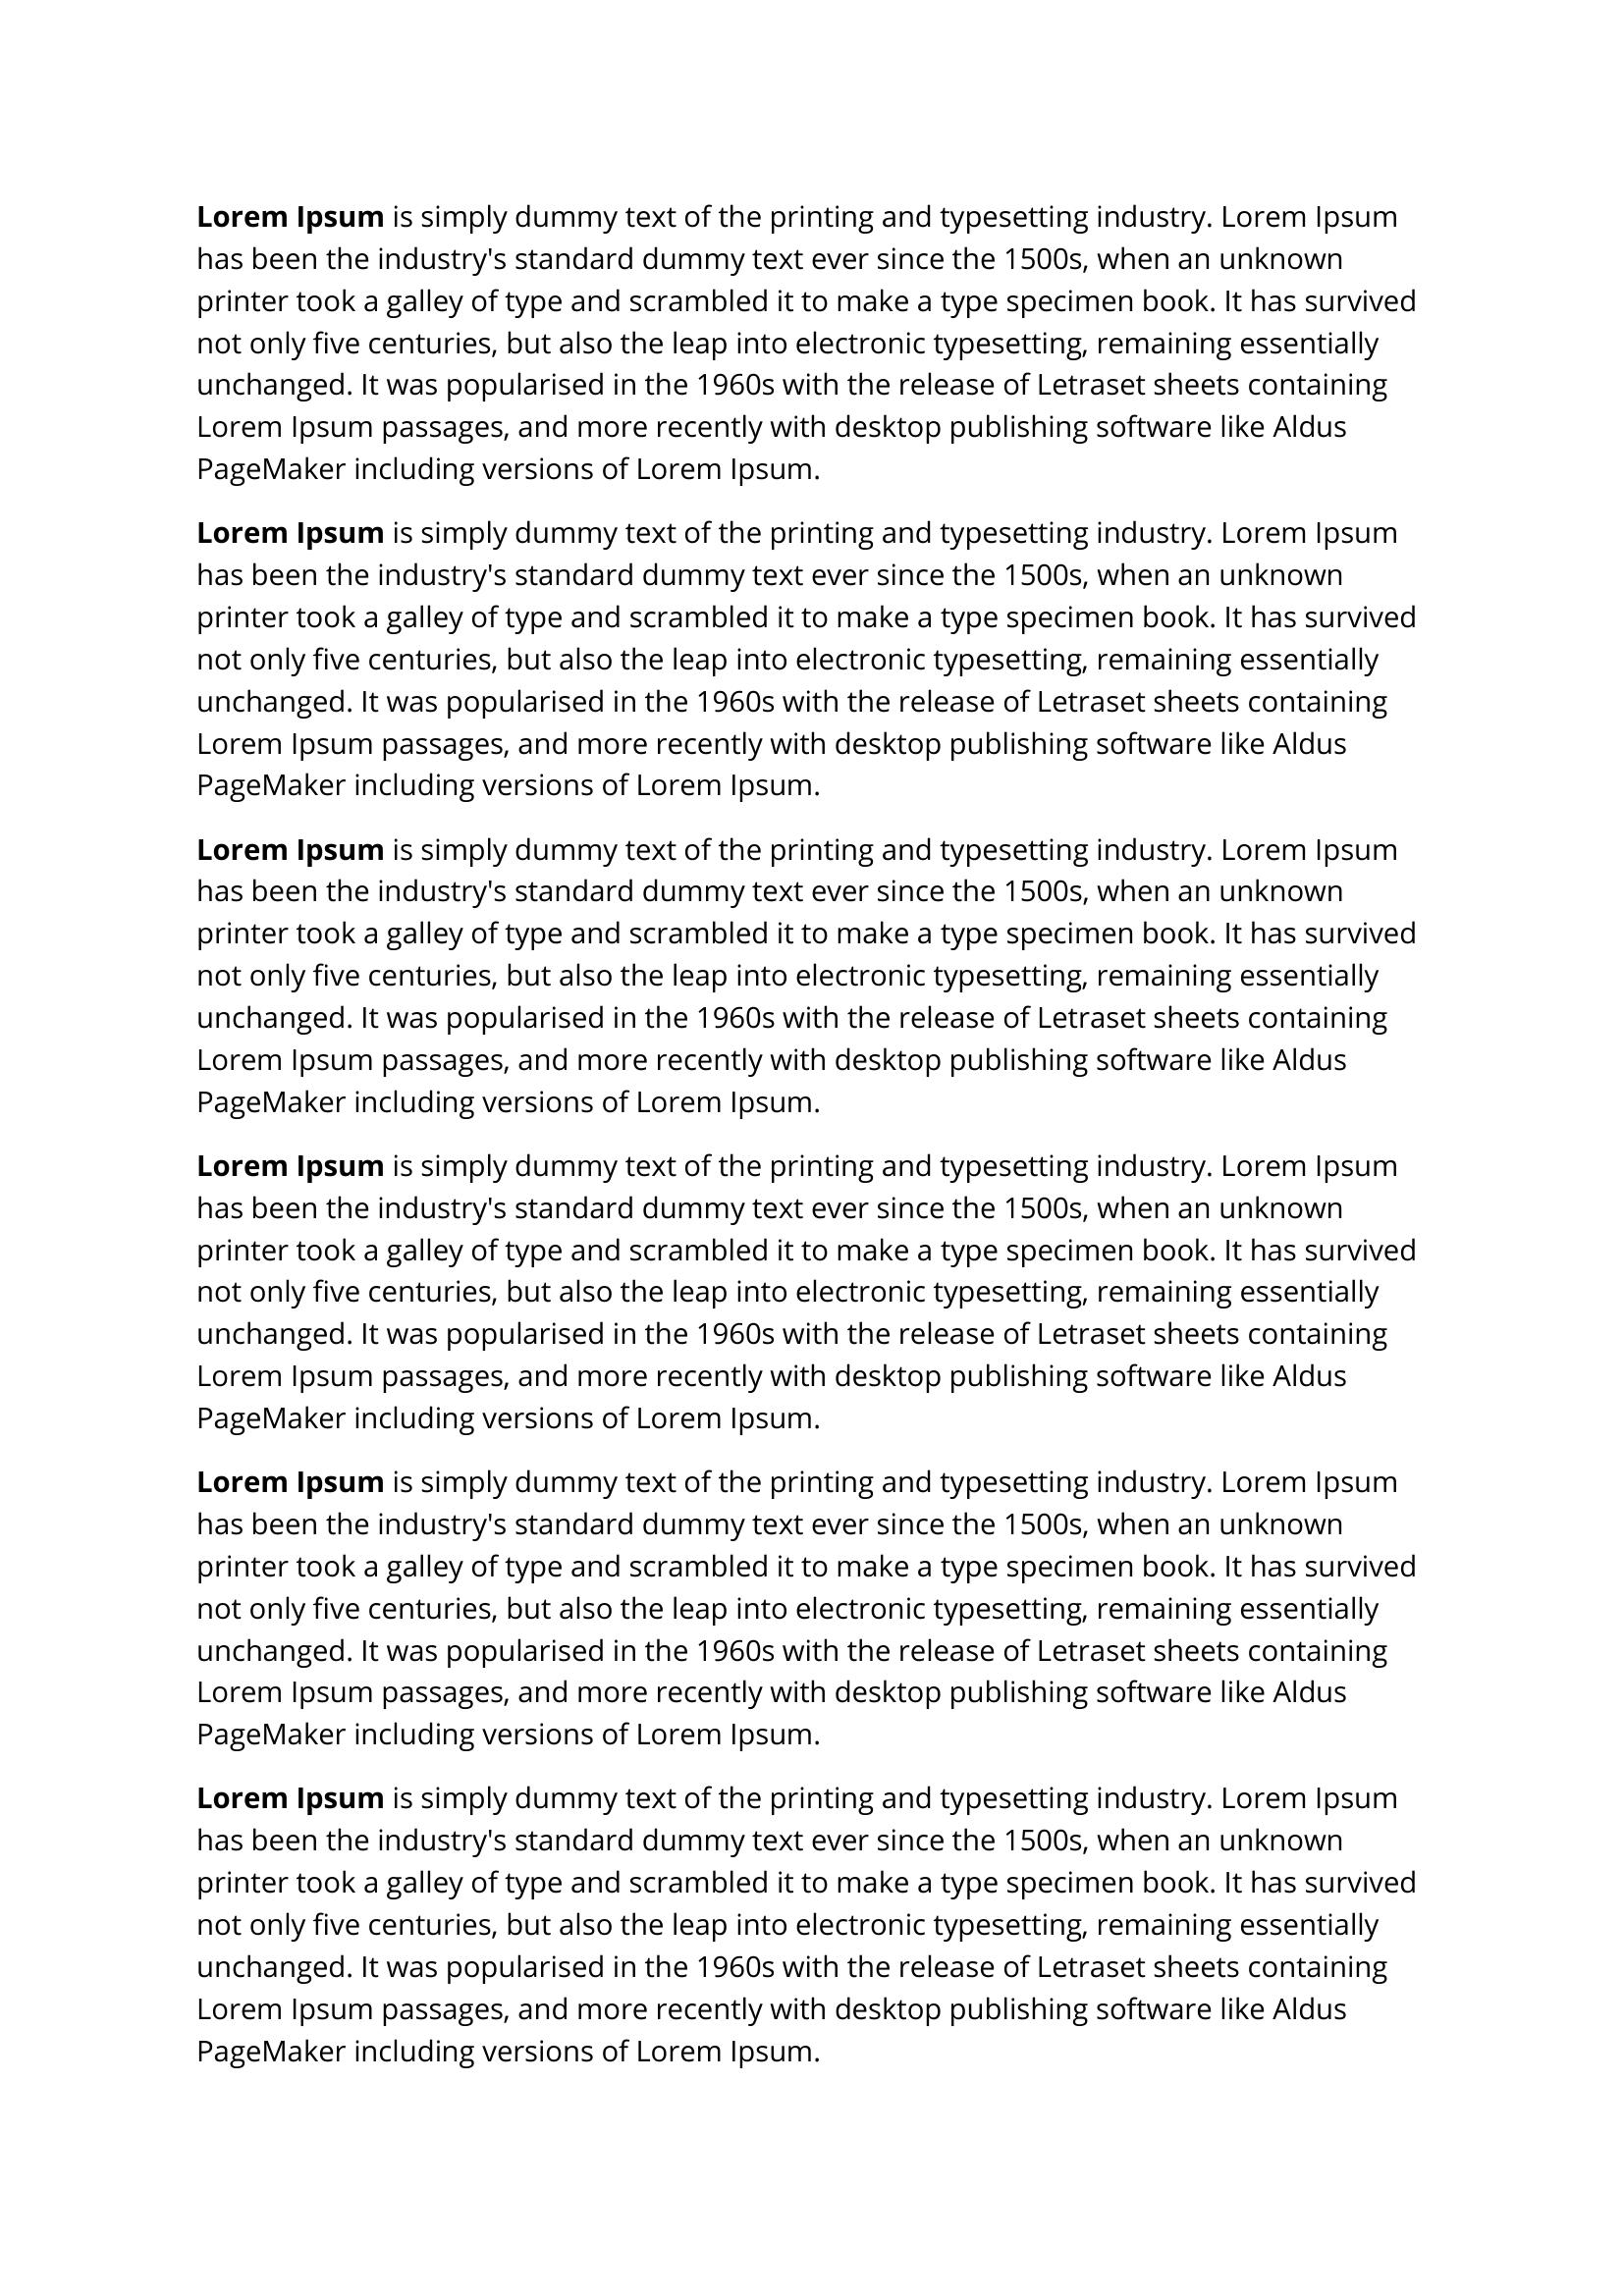 Lorem Ipsum is simply dummy text of the printing and typesetting industry. Lorem Ipsum
has been the industry's standard dummy text ever since the 1500s, when an unknown
printer took a galley of type and scrambled it to make a type specimen book. It has survived
not only five centuries, but also the leap into electronic typesetting, remaining essentially
unchanged. It was popularised in the 1960s with the release of Letraset sheets containing
Lorem Ipsum passages, and more recently with desktop publishing software like Aldus
PageMaker including versions of Lorem Ipsum.
Lorem Ipsum is simply dummy text of the printing and typesetting industry. Lorem Ipsum
has been the industry's standard dummy text ever since the 1500s, when an unknown
printer took a galley of type and scrambled it to make a type specimen book. It has survived
not only five centuries, but also the leap into electronic typesetting, remaining essentially
unchanged. It was popularised in the 1960s with the release of Letraset sheets containing
Lorem Ipsum passages, and more recently with desktop publishing software like Aldus
PageMaker including versions of Lorem Ipsum.
Lorem Ipsum is simply dummy text of the printing and typesetting industry. Lorem Ipsum
has been the industry's standard dummy text ever since the 1500s, when an unknown
printer took a galley of type and scrambled it to make a type specimen book. It has survived
not only five centuries, but also the leap into electronic typesetting, remaining essentially
unchanged. It was popularised in the 1960s with the release of Letraset sheets containing
Lorem Ipsum passages, and more recently with desktop publishing software like Aldus
PageMaker including versions of Lorem Ipsum.
Lorem Ipsum is simply dummy text of the printing and typesetting industry. Lorem Ipsum
has been the industry's standard dummy text ever since the 1500s, when an unknown
printer took a galley of type and scrambled it to make a type specimen book. It has survived
not only five centuries, but also the leap into electronic typesetting, remaining essentially
unchanged. It was popularised in the 1960s with the release of Letraset sheets containing
Lorem Ipsum passages, and more recently with desktop publishing software like Aldus
PageMaker including versions of Lorem Ipsum.
Lorem Ipsum is simply dummy text of the printing and typesetting industry. Lorem Ipsum
has been the industry's standard dummy text ever since the 1500s, when an unknown
printer took a galley of type and scrambled it to make a type specimen book. It has survived
not only five centuries, but also the leap into electronic typesetting, remaining essentially
unchanged. It was popularised in the 1960s with the release of Letraset sheets containing
Lorem Ipsum passages, and more recently with desktop publishing software like Aldus
PageMaker including versions of Lorem Ipsum.
Lorem Ipsum is simply dummy text of the printing and typesetting industry. Lorem Ipsum
has been the industry's standard dummy text ever since the 1500s, when an unknown
printer took a galley of type and scrambled it to make a type specimen book. It has survived
not only five centuries, but also the leap into electronic typesetting, remaining essentially
unchanged. It was popularised in the 1960s with the release of Letraset sheets containing
Lorem Ipsum passages, and more recently with desktop publishing software like Aldus
PageMaker including versions of Lorem Ipsum.